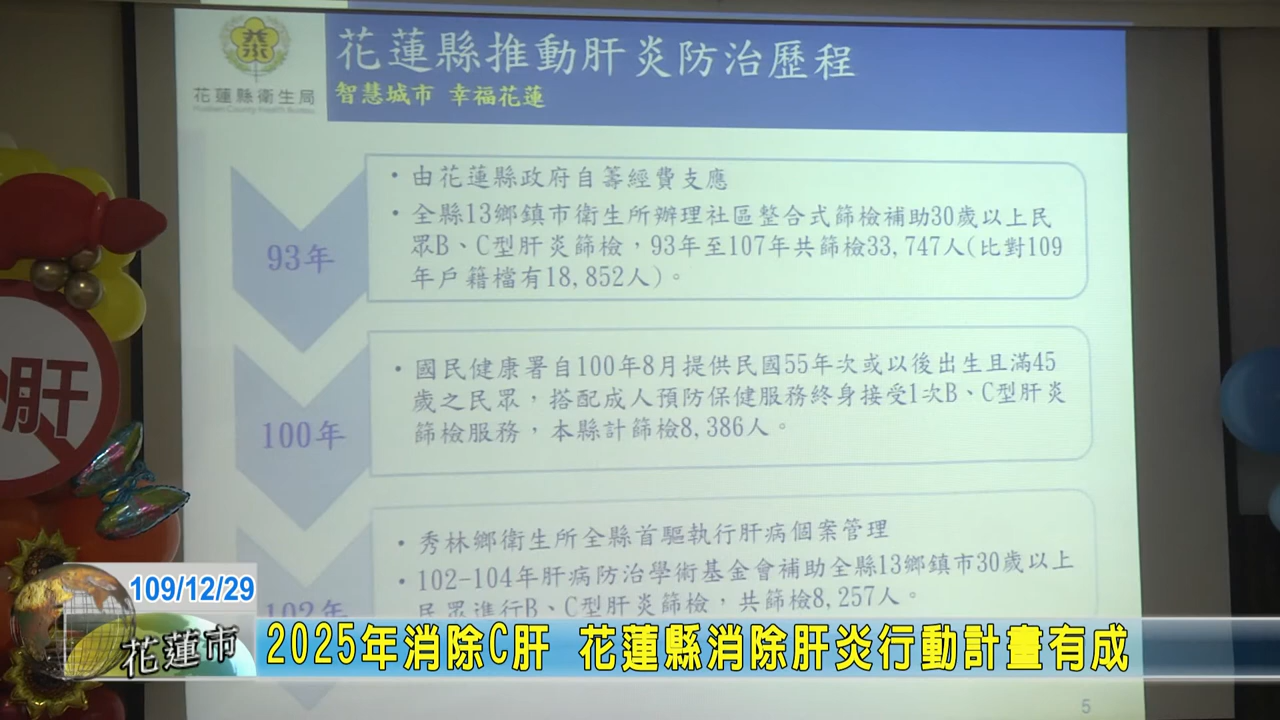 花蓮縣推動肝炎防治歷程
智慧城市 幸福花蓮
花蓮縣衛生局
93年
•由花蓮縣政府自籌經費支應
•全縣13鄉鎮市衛生所辦理社區整合式篩檢補助30歲以上民
眾B、C型肝炎篩檢，93年至107年共篩檢33,747人(比對109
年戶籍檔有18,852人)。
肝
100年
•國民健康署自100年8月提供民國55年次或以後出生且滿45
歲之民眾，搭配成人預防保健服務終身接受1次B、C型肝炎
篩檢服務，本縣計篩檢8,386人。
102年
•秀林鄉衛生所全縣首驅執行肝病個案管理
•102-104年肝病防治學術基金會補助全縣13鄉鎮市30歲以上
民眾進行B、C型肝炎篩檢，共篩檢8,257人。
109/12/29
花蓮市
2025年消除C肝 花蓮縣消除肝炎行動計畫有成
5